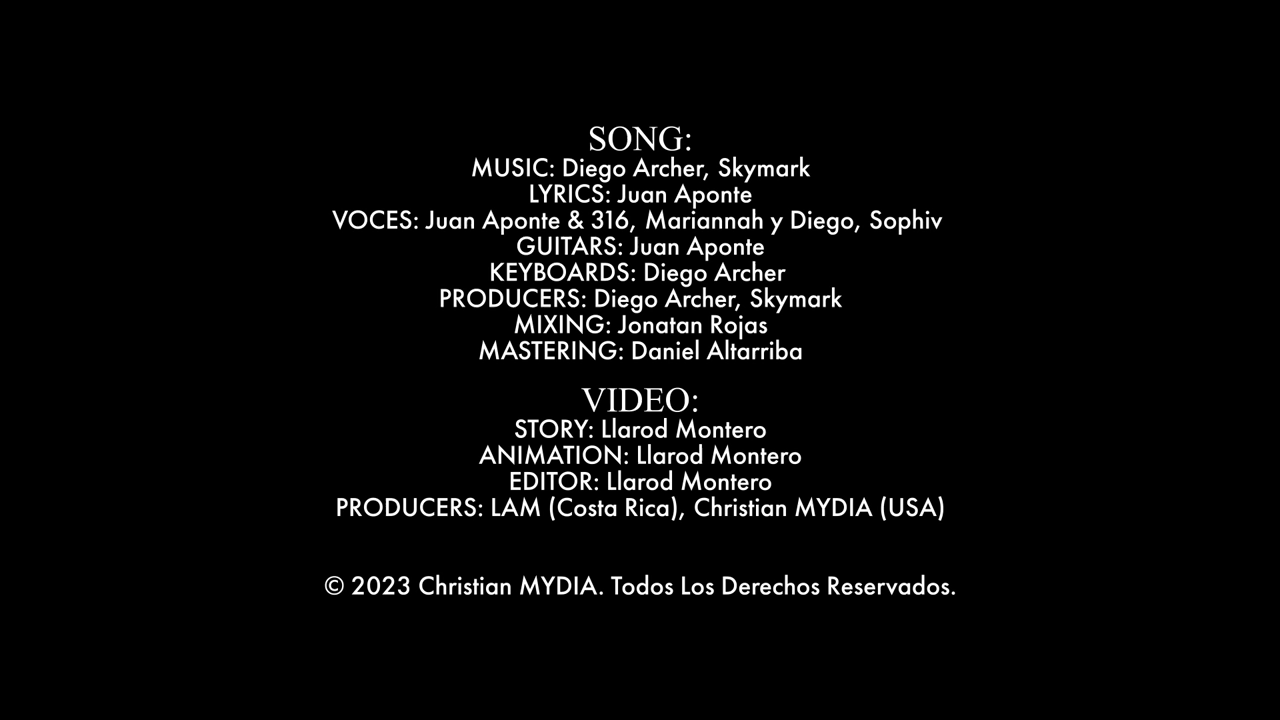 SONG:
MUSIC: Diego Archer, Skymark
LYRICS: Juan Aponte
VOCES: Juan Aponte & 316, Mariannah y Diego, Sophiv
GUITARS: Juan Aponte
KEYBOARDS: Diego Archer
PRODUCERS: Diego Archer, Skymark
MIXING: Jonatan Rojas
MASTERING: Daniel Altarriba
VIDEO:
STORY: Llarod Montero
ANIMATION: Llarod Montero
EDITOR: Llarod Montero
PRODUCERS: LAM (Costa Rica), Christian MYDIA (USA)
© 2023 Christian MYDIA. Todos Los Derechos Reservados.